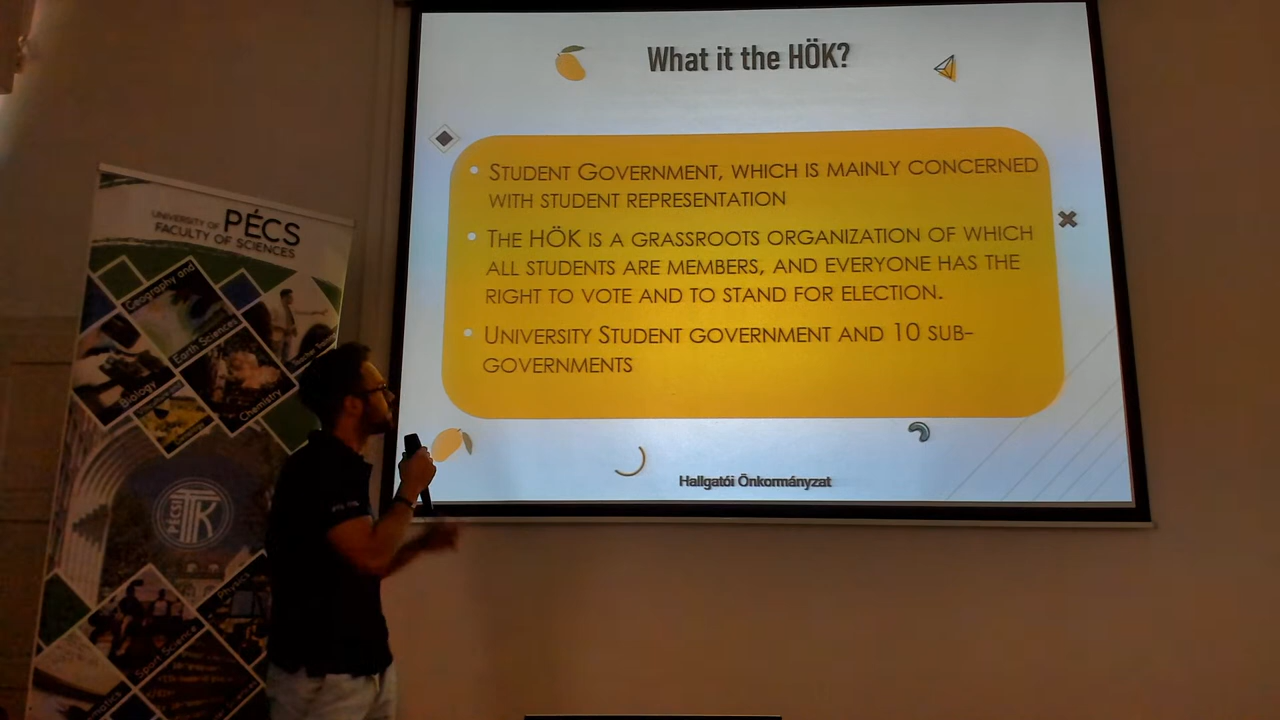 What it the HÖK?
STUDENT GOVERNMENT, WHICH IS MAINLY CONCERNED
WITH STUDENT REPRESENTATION
THE HÖK IS A GRASSROOTS ORGANIZATION OF WHICH
ALL STUDENTS ARE MEMBERS, AND EVERYONE HAS THE
RIGHT TO VOTE AND TO STAND FOR ELECTION.
UNIVERSITY STUDENT GOVERNMENT AND 10 SUB-
GOVERNMENTS
Hallgatói Önkormányzat
UNIVERSITY OF PÉCS
FACULTY OF SCIENCES
Geography and
Earth Sciences
Biology
Chemistry
Teacher
PÉCSI
TTK
Physics
Sport Science